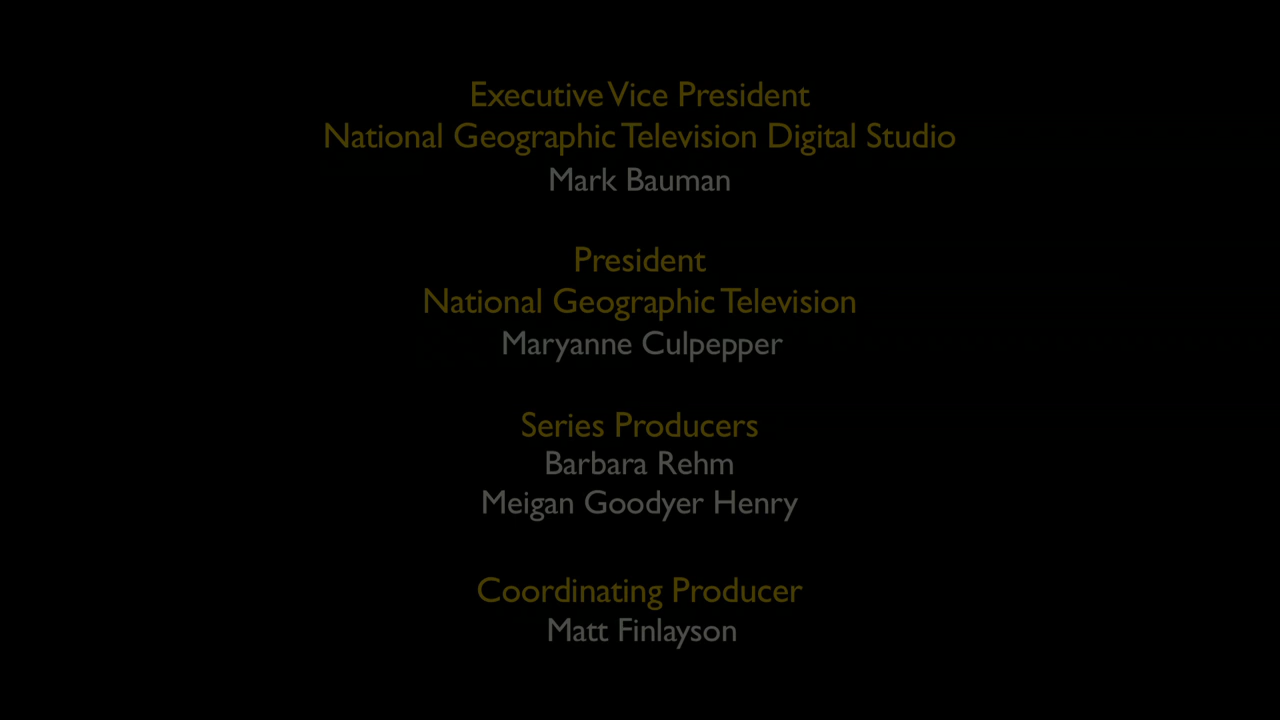 Executive Vice President
National Geographic Television Digital Studio
Mark Bauman
President
National Geographic Television
Maryanne Culpepper
Series Producers
Barbara Rehm
Meigan Goodyer Henry
Coordinating Producer
Matt Finlayson